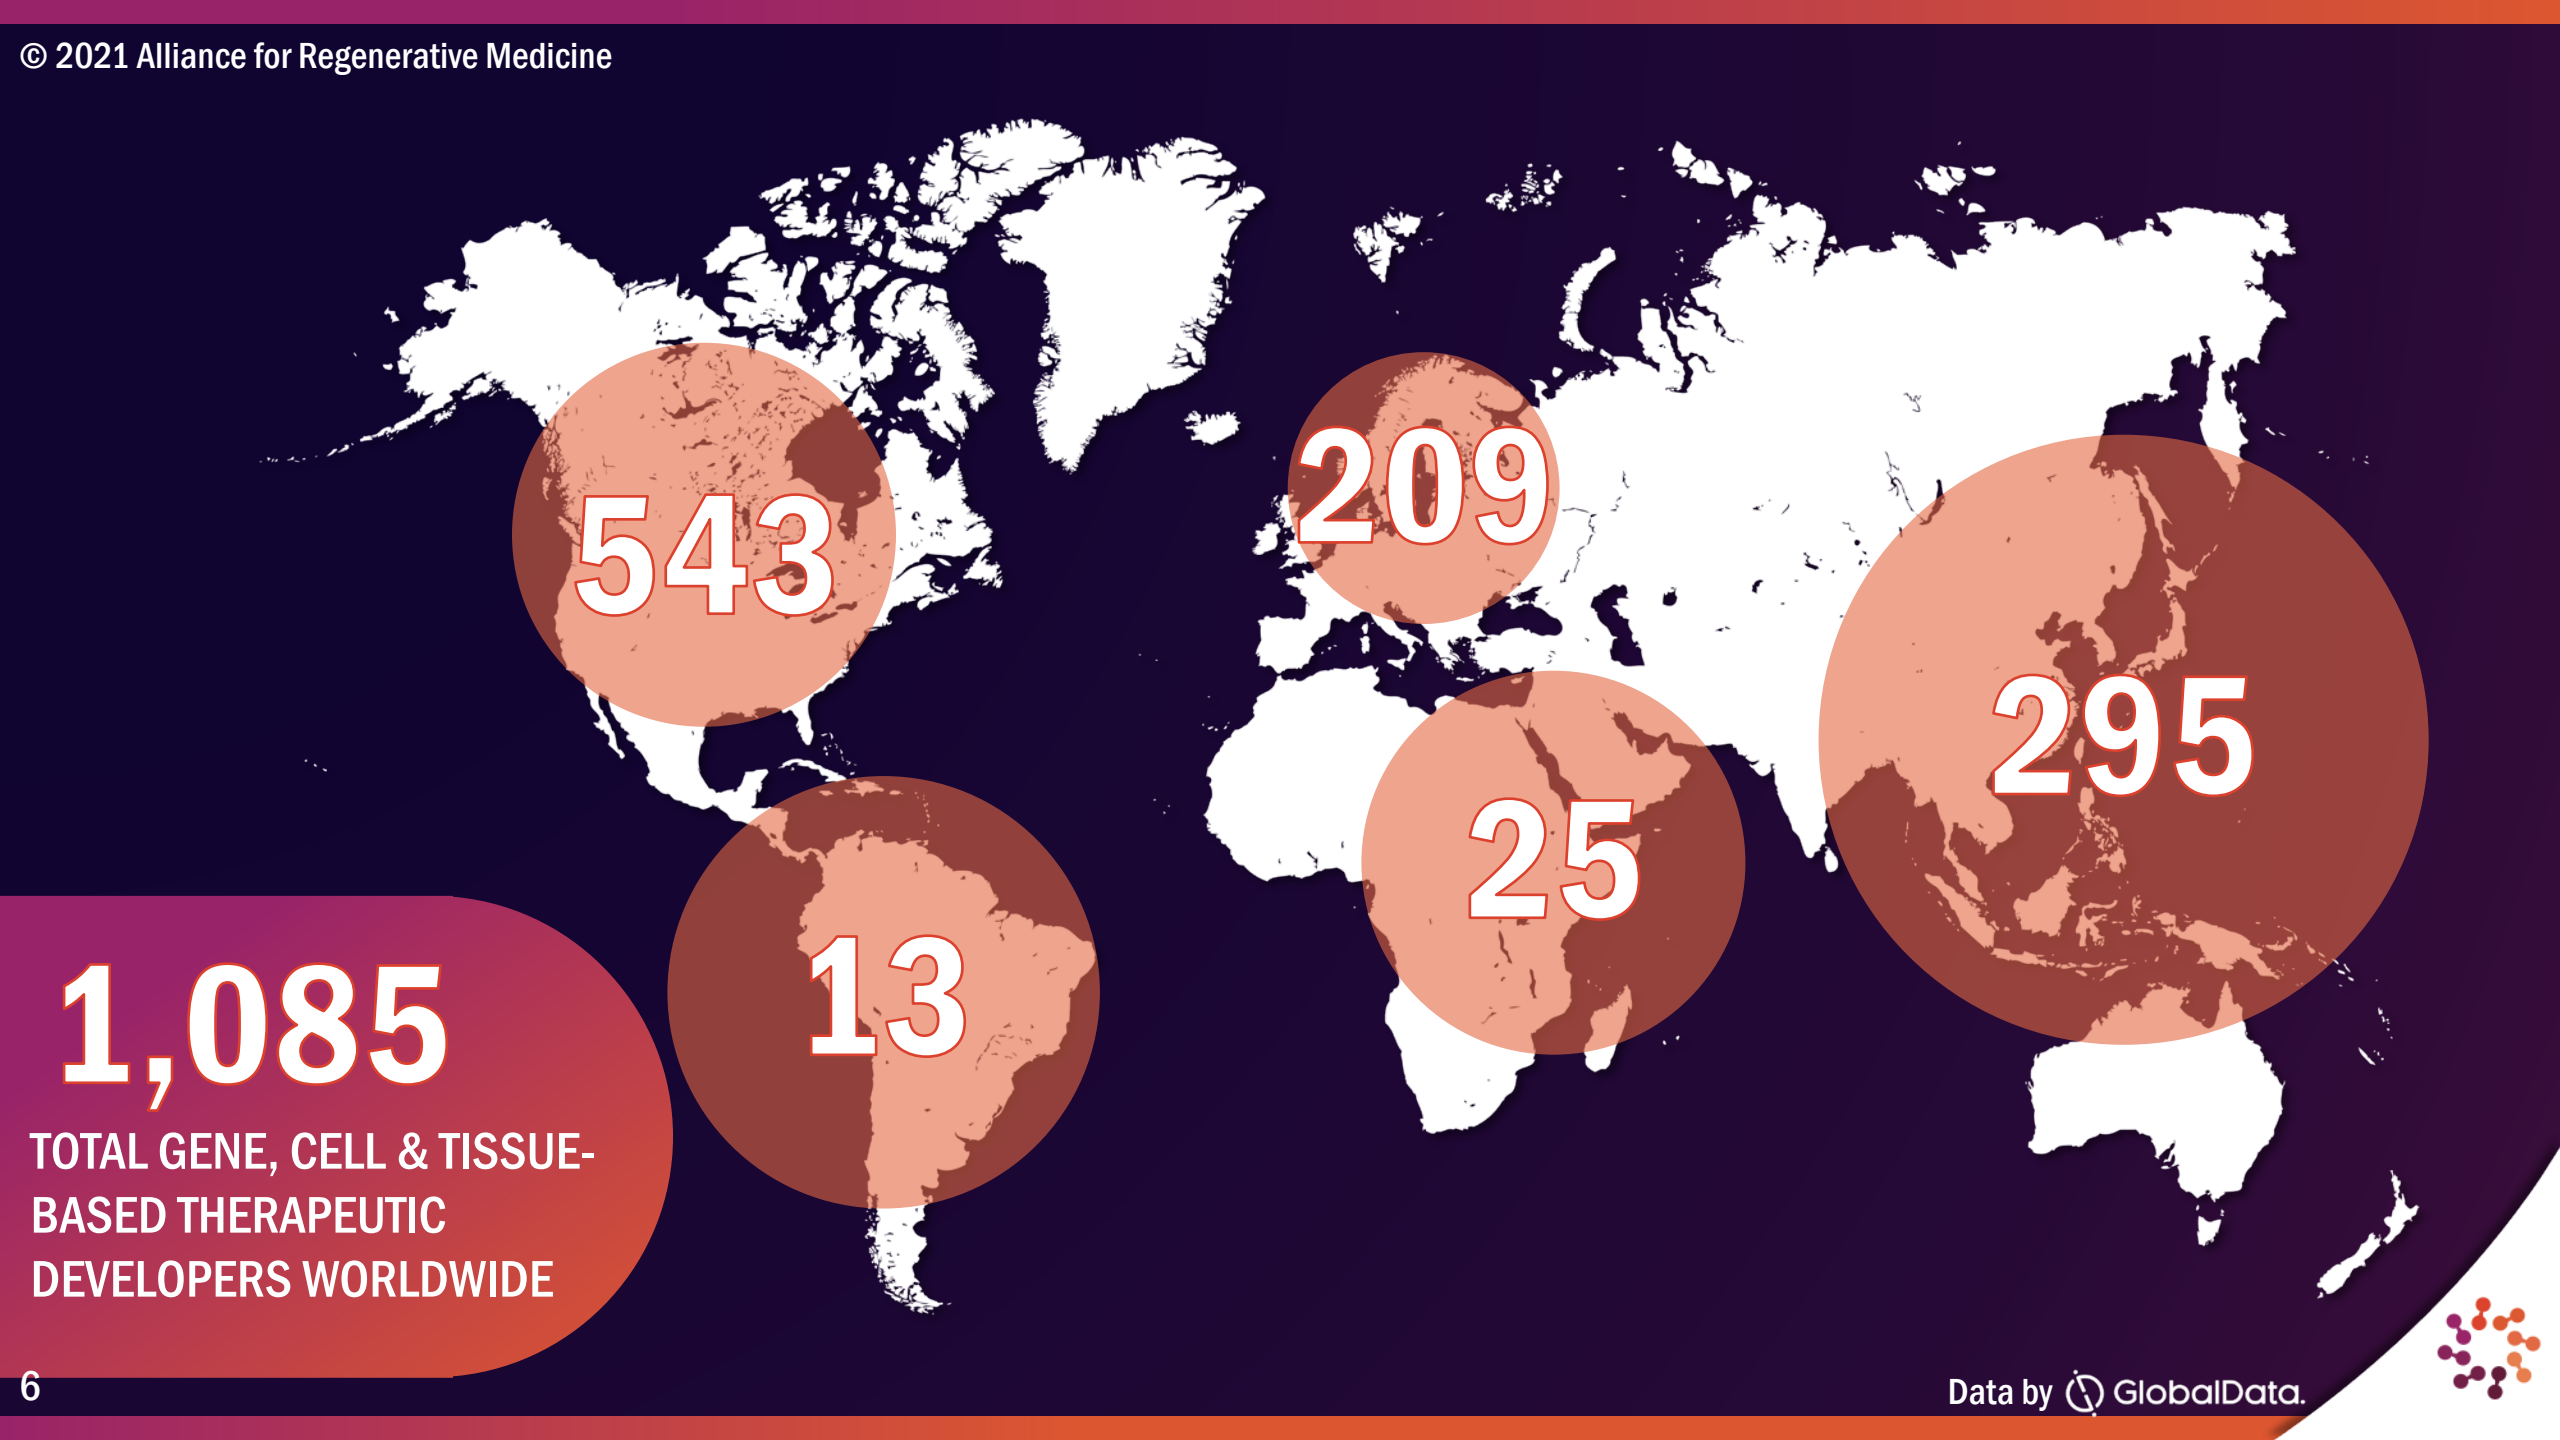 © 2021 Alliance for Regenerative Medicine
543
209
295
25
13
1,085
TOTAL GENE, CELL & TISSUE-
BASED THERAPEUTIC
DEVELOPERS WORLDWIDE
6
Data by GlobalData.